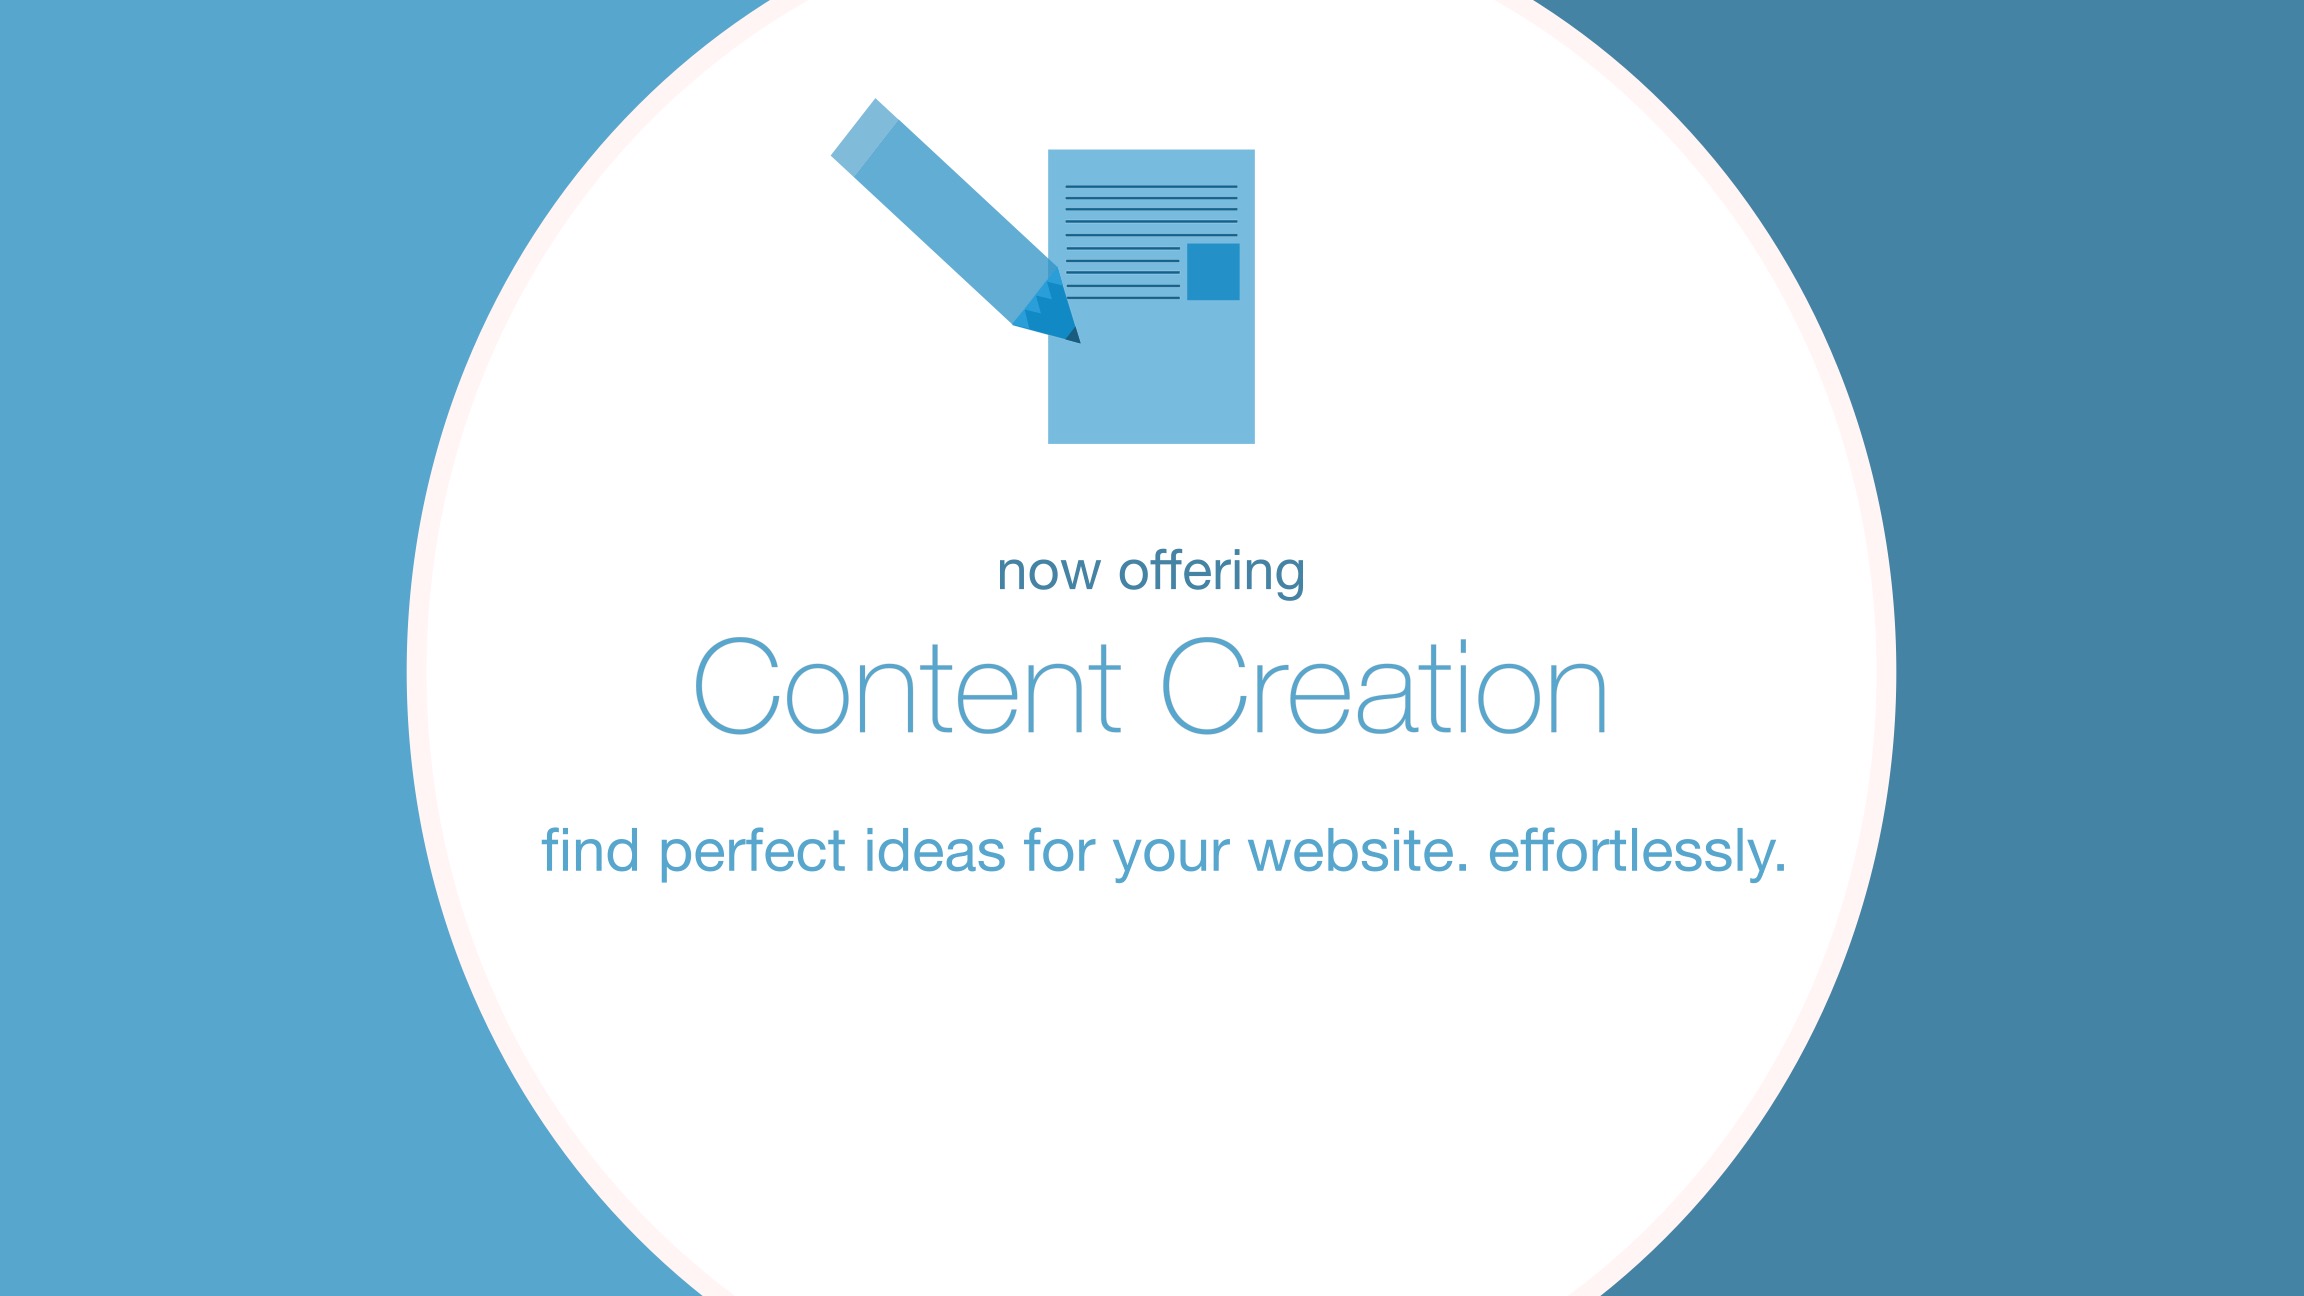 now offering
Content Creation
find perfect ideas for your website. effortlessly.